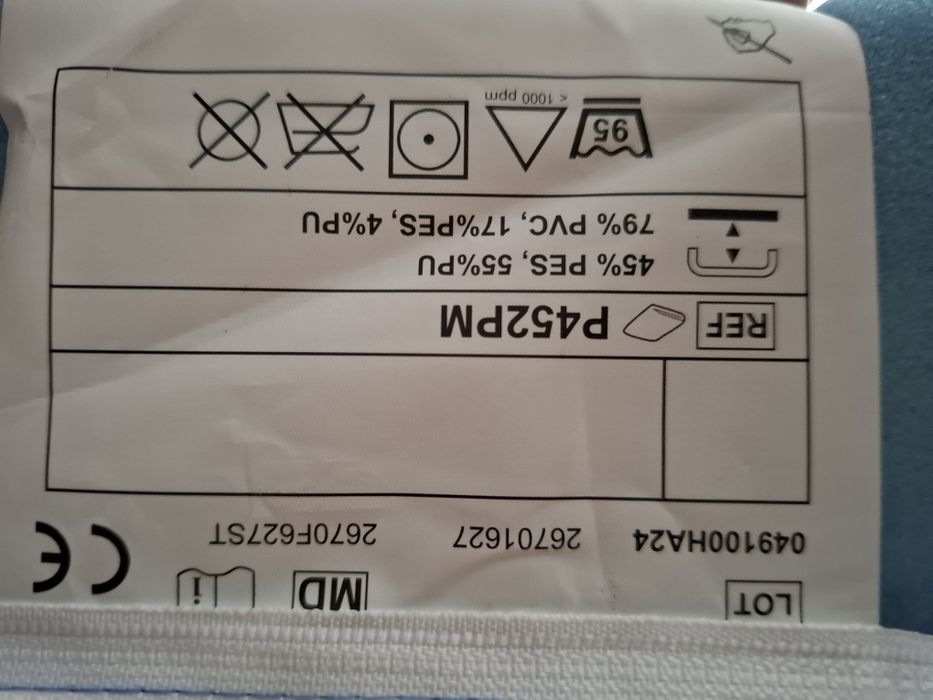 LOT MD i CE
049100HA24 26701627 2670F627ST
REF P452PM
45% PES, 55%PU
79% PVC, 17%PES, 4%PU
95 < 1000 ppm